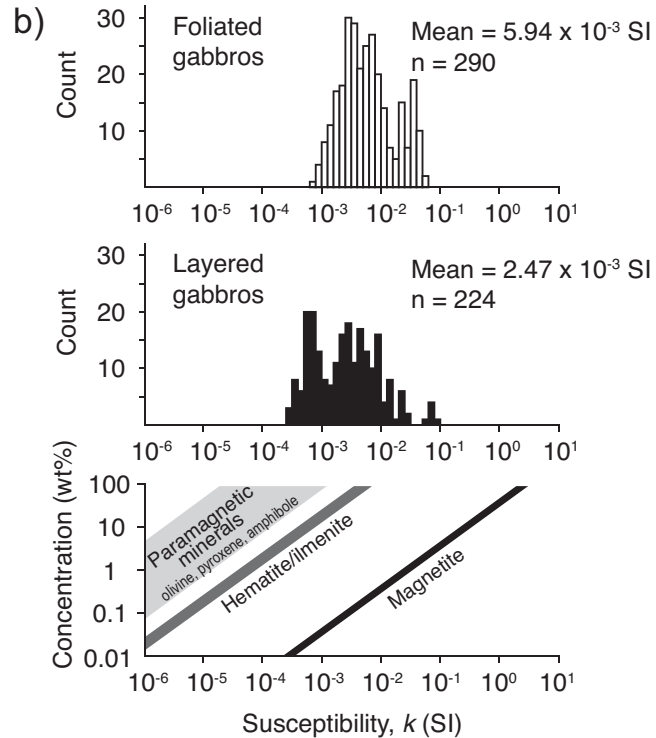 b)
Foliated
gabbros
Mean = 5.94 x 10⁻³ SI
n = 290
Count
30
20
10
10⁻⁶ 10⁻⁵ 10⁻⁴ 10⁻³ 10⁻² 10⁻¹ 10⁰ 10¹
Layered
gabbros
Mean = 2.47 x 10⁻³ SI
n = 224
Count
30
20
10
10⁻⁶ 10⁻⁵ 10⁻⁴ 10⁻³ 10⁻² 10⁻¹ 10⁰ 10¹
Concentration (wt%)
100
10
1
0.1
0.01
Paramagnetic
minerals
olivine, pyroxene, amphibole
Hematite/ilmenite
Magnetite
10⁻⁶ 10⁻⁵ 10⁻⁴ 10⁻³ 10⁻² 10⁻¹ 10⁰ 10¹
Susceptibility, k (SI)